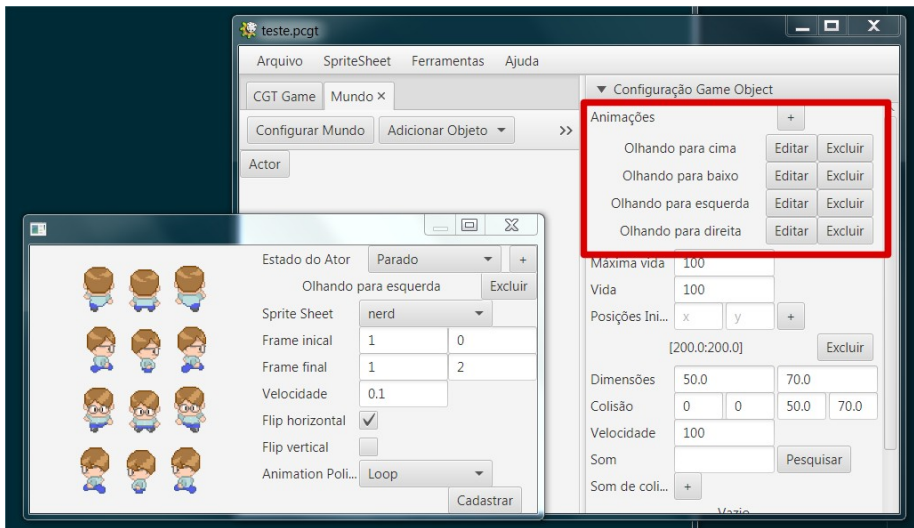 teste.pcgt
Arquivo SpriteSheet Ferramentas Ajuda
CGT Game Mundo ×
Configurar Mundo Adicionar Objeto >>
Actor
Configuração Game Object
Animações +
Olhando para cima Editar Excluir
Olhando para baixo Editar Excluir
Olhando para esquerda Editar Excluir
Olhando para direita Editar Excluir
Máxima vida 100
Vida 100
Posições Ini... x y +
[200.0:200.0] Excluir
Dimensões 50.0 70.0
Colisão 0 0 50.0 70.0
Velocidade 100
Som Pesquisar
Som de coli... +
Vazio
Estado do Ator Parado +
Olhando para esquerda Excluir
Sprite Sheet nerd
Frame inical 1 0
Frame final 1 2
Velocidade 0.1
Flip horizontal
Flip vertical
Animation Poli... Loop
Cadastrar